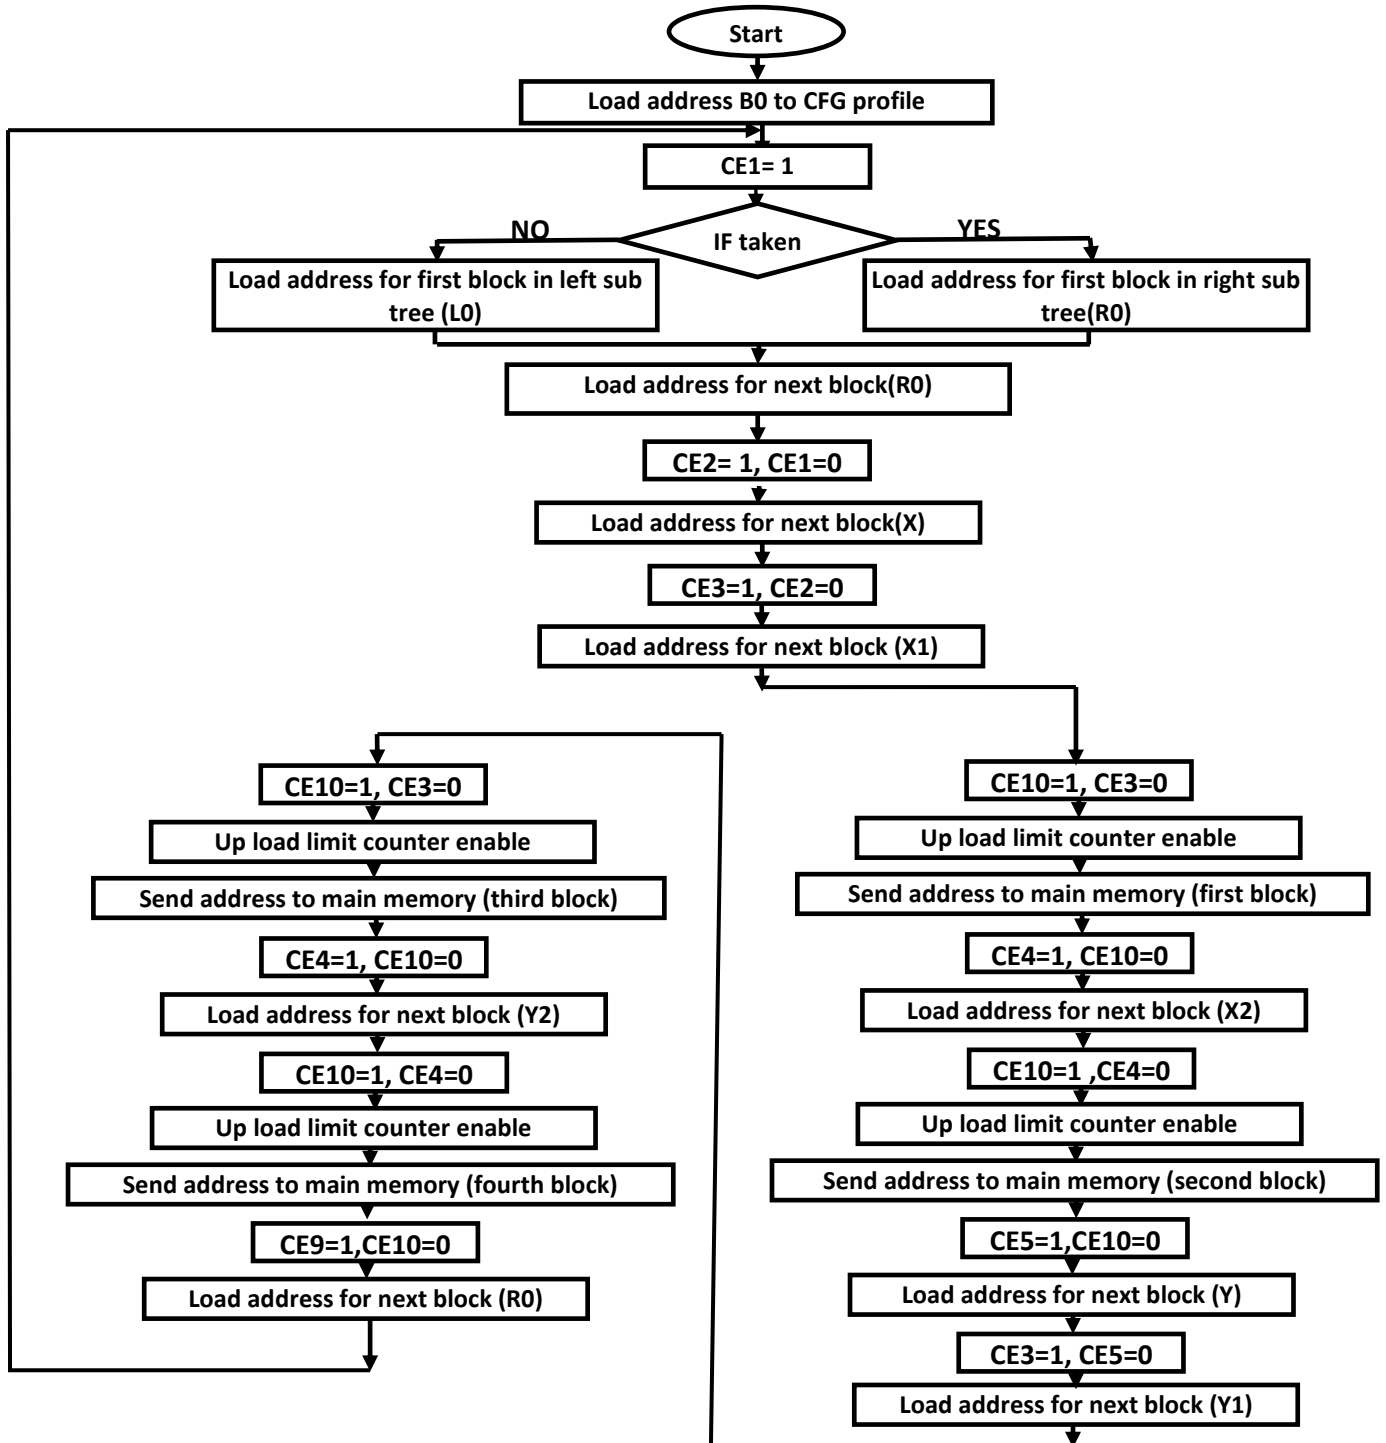 Start
Load address B0 to CFG profile
CE1= 1
NO
IF taken
YES
Load address for first block in left sub
tree (L0)
Load address for first block in right sub
tree(R0)
Load address for next block(R0)
CE2= 1, CE1=0
Load address for next block(X)
CE3=1, CE2=0
Load address for next block (X1)
CE10=1, CE3=0
Up load limit counter enable
Send address to main memory (first block)
CE4=1, CE10=0
Load address for next block (X2)
CE10=1 ,CE4=0
Up load limit counter enable
Send address to main memory (second block)
CE5=1,CE10=0
Load address for next block (Y)
CE3=1, CE5=0
Load address for next block (Y1)
CE10=1, CE3=0
Up load limit counter enable
Send address to main memory (third block)
CE4=1, CE10=0
Load address for next block (Y2)
CE10=1, CE4=0
Up load limit counter enable
Send address to main memory (fourth block)
CE9=1,CE10=0
Load address for next block (R0)